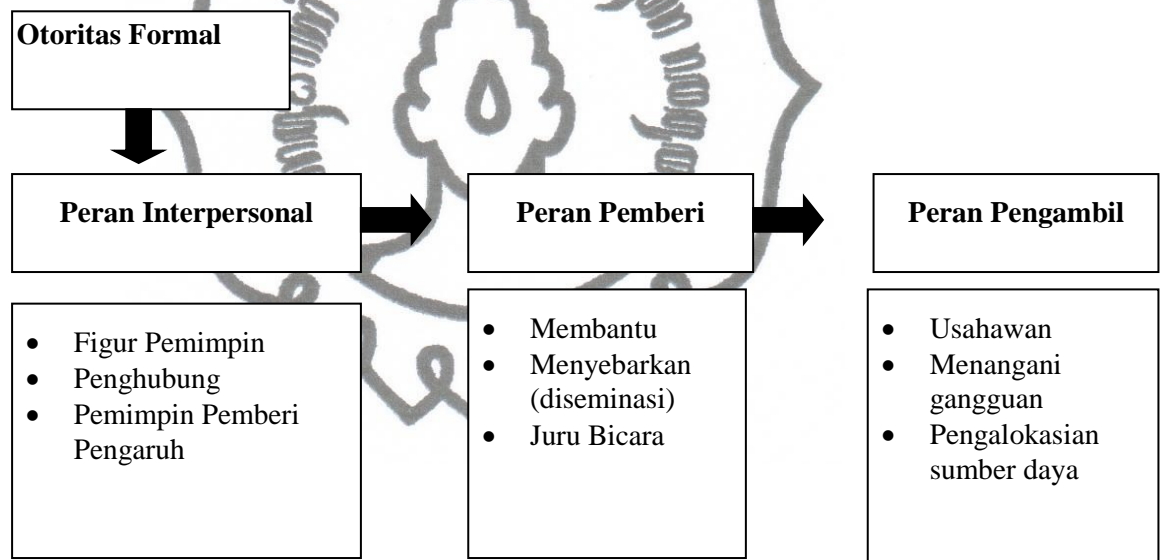 Otoritas Formal
Peran Interpersonal
Peran Pemberi
Peran Pengambil
• Figur Pemimpin
• Penghubung
• Pemimpin Pemberi
Pengaruh
• Membantu
• Menyebarkan
(diseminasi)
• Juru Bicara
• Usahawan
• Menangani
gangguan
• Pengalokasian
sumber daya